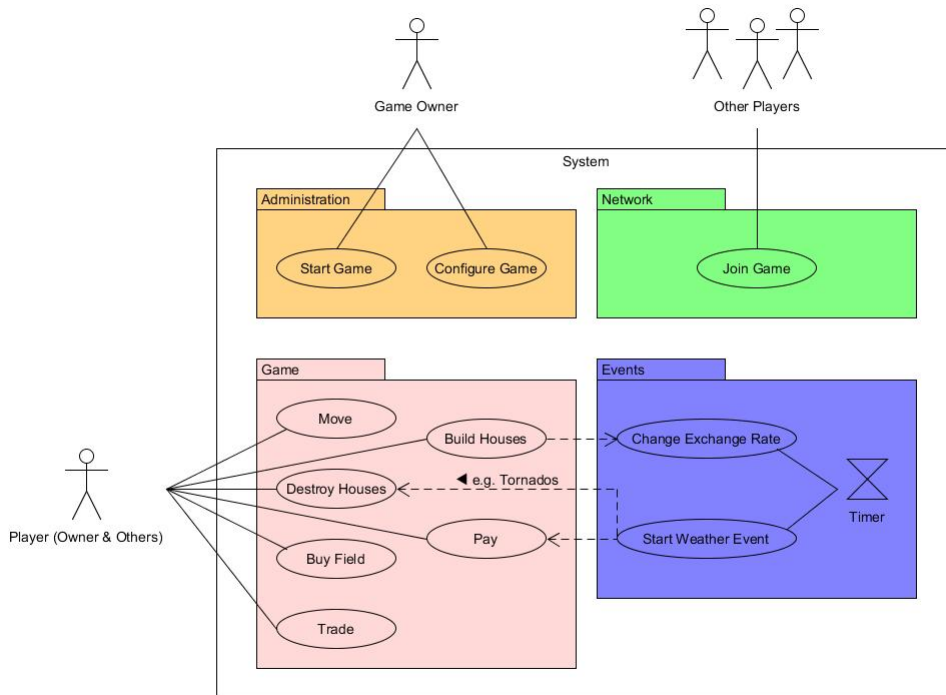 Game Owner
Other Players
System
Administration
Network
Start Game
Configure Game
Join Game
Game
Events
Move
Build Houses
Change Exchange Rate
◄ e.g. Tornados
Destroy Houses
Timer
Player (Owner & Others)
Pay
Start Weather Event
Buy Field
Trade